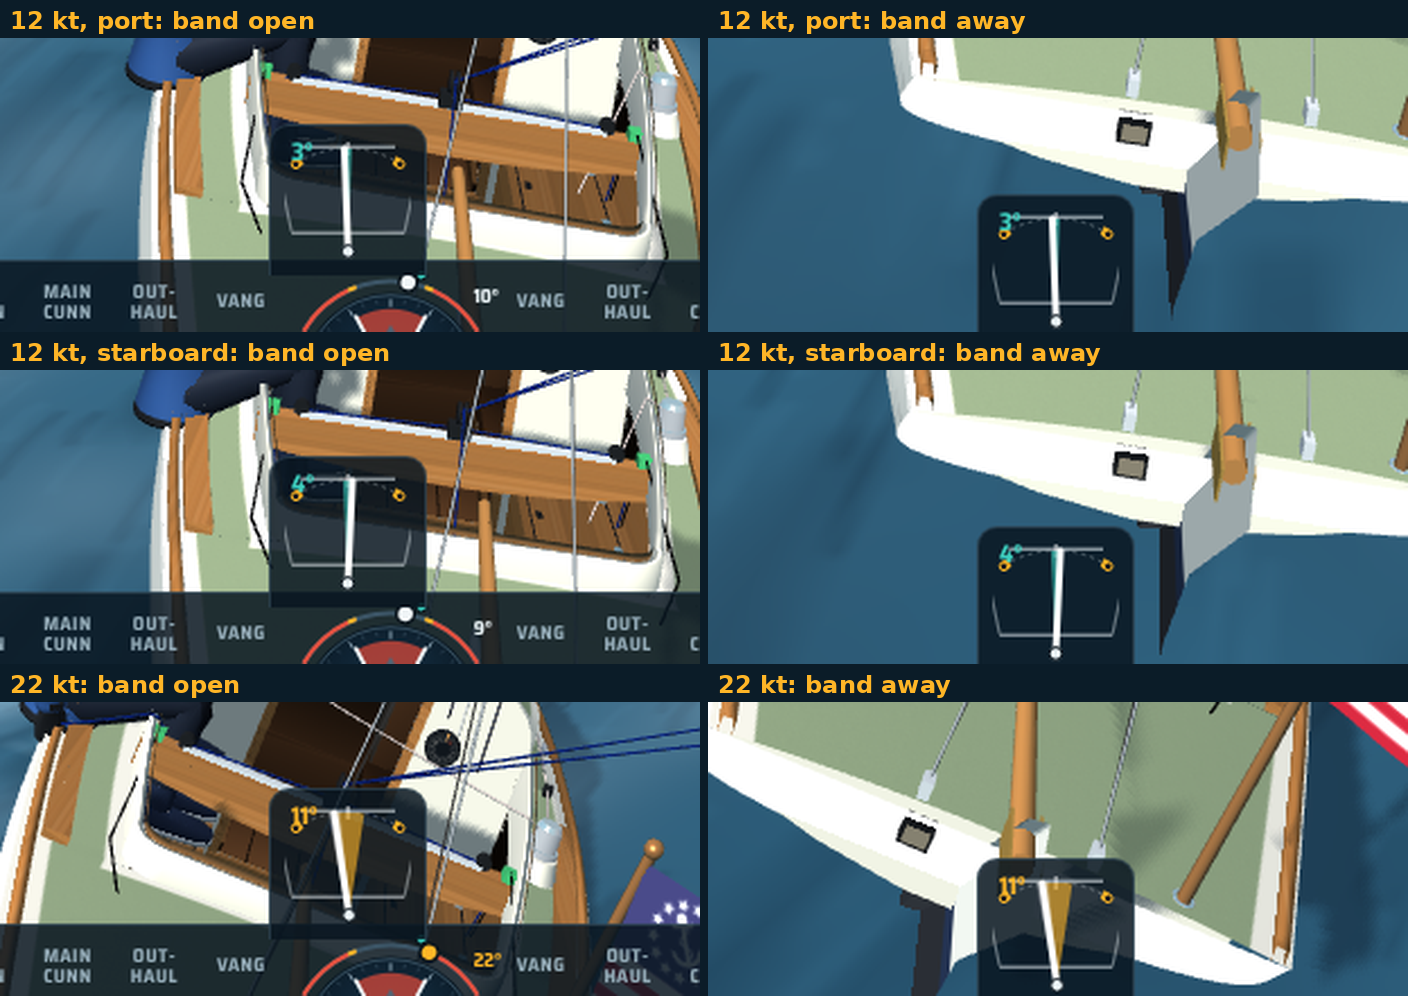 12 kt, port: band open
12 kt, port: band away
3°
3°
MAIN CUNN
OUT-HAUL
VANG
10°
VANG
OUT-HAUL
C
12 kt, starboard: band open
12 kt, starboard: band away
4°
4°
MAIN CUNN
OUT-HAUL
VANG
9°
VANG
OUT-HAUL
C
22 kt: band open
22 kt: band away
11°
11°
MAIN CUNN
OUT-HAUL
VANG
22°
VANG
OUT-HAUL
C